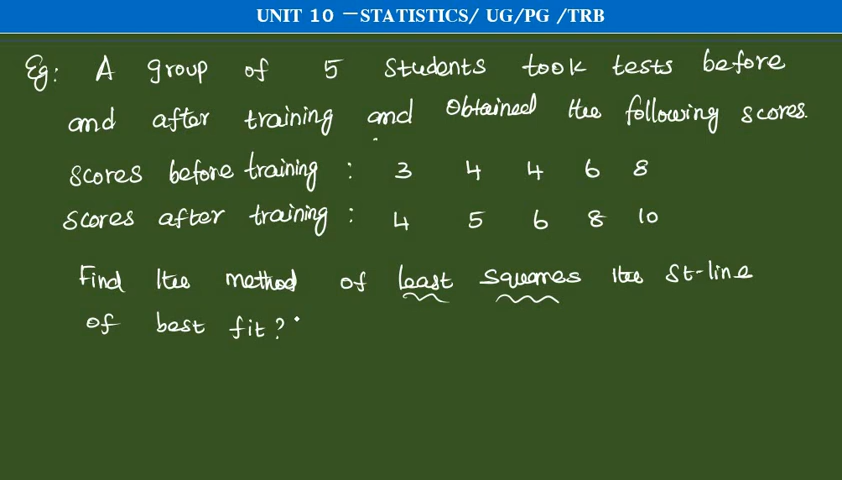 UNIT 10 – STATISTICS/ UG/PG /TRB
Eg: A group of 5 students took tests before
and after training and obtained the following scores.
scores before training : 3 4 4 6 8
scores after training : 4 5 6 8 10
Find the method of least squares the st-line
of best fit?